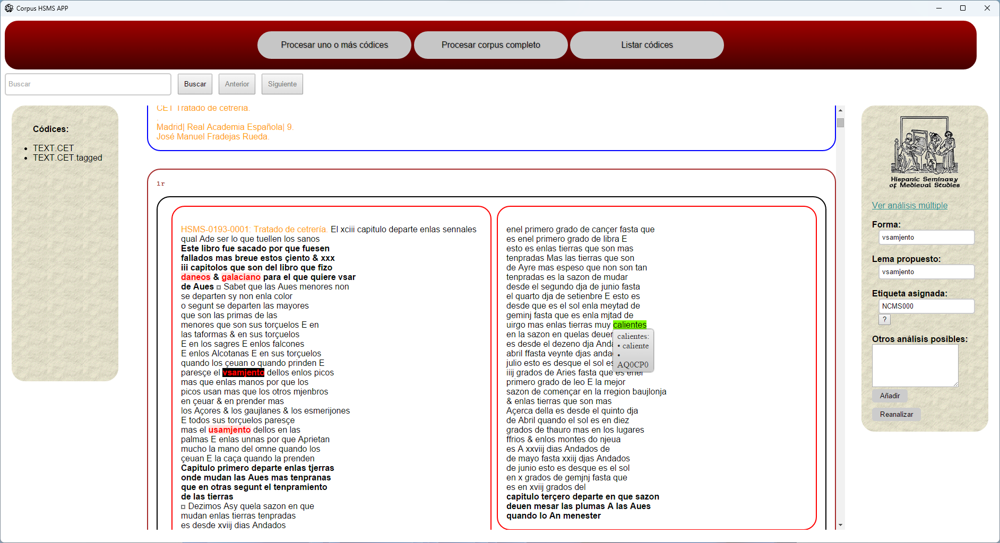 Corpus HSMS APP
Procesar uno o más códices
Procesar corpus completo
Listar códices
Buscar
Buscar
Anterior
Siguiente
Códices:
• TEXT.CET
• TEXT.CET.tagged
CET Tratado de cetrería.
.
Madrid| Real Academia Española| 9.
José Manuel Fradejas Rueda.
1r
HSMS-0193-0001: Tratado de cetrería. El xciii capitulo departe enlas sennales
qual Ade ser lo que tuellen los sanos
Este libro fue sacado por que fuesen
fallados mas breue estos çiento & xxx
iii capitolos que son del libro que fizo
daneos & galaciano para el que quiere vsar
de Aues ¤ Sabet que las Aues menores non
se departen sy non enla color
o segunt se departen las mayores
que son las primas de las
menores que son sus torçuelos E en
las taformas & en sus torçuelos
E en los sagres E enlos falcones
E enlos Alcotanas E en sus torçuelos
quando los çeuan o quando prinden E
paresçe el vsamjento dellos enlos picos
mas que enlas manos por que los
picos usan mas que los otros mjenbros
en çeuar & en prender mas
los Açores & los gaujlanes & los esmerijones
E todos sus torçuelos paresçe
mas el usamjento dellos en las
palmas E enlas unnas por que Aprietan
mucho la mano del omne quando los
çeuan E la caça quando la prenden
Capitulo primero departe enlas tjerras
onde mudan las Aues mas tenpranas
que en otras segunt el tenpramiento
de las tierras
¤ Dezimos Asy quela sazon en que
mudan enlas tierras tenpradas
es desde xviij dias Andados
enel primero grado de cançer fasta que
es enel primero grado de libra E
esto es enlas tierras que son mas
tenpradas Mas las tierras que son
de Ayre mas espeso que non son tan
tenpradas es la sazon de mudar
desde el segundo dja de junio fasta
el quarto dja de setienbre E esto es
desde que es el sol enla meytad de
geminj fasta que es enla mjtad de
uirgo mas enlas tierras muy calientes
en la sazon en quelas deuer
es desde el dezeno dja Anda
abril ffasta veynte djas anda
julio esto es desque el sol es
iiij grados de Aries fasta que es enel
primero grado de leo E la mejor
sazon de començar en la rregion baujlonja
& enlas tierras que son mas
Açerca della es desde el quinto dja
de Abril quando el sol es en diez
grados de thauro mas en los lugares
ffrios & enlos montes do njeua
es A xxviij dias Andados de
de mayo fasta xxiij djas Andados
de junio esto es desque es el sol
en x grados de gemjnj fasta que
es en xviij grados del
capitulo terçero departe en que sazon
deuen mesar las plumas A las Aues
quando lo An menester
calientes:
• caliente
•
AQ0CP0
Hispanic Seminary
of Medieval Studies
Ver análisis múltiple
Forma:
vsamjento
Lema propuesto:
vsamjento
Etiqueta asignada:
NCMS000
?
Otros análisis posibles:
Añadir
Reanalizar